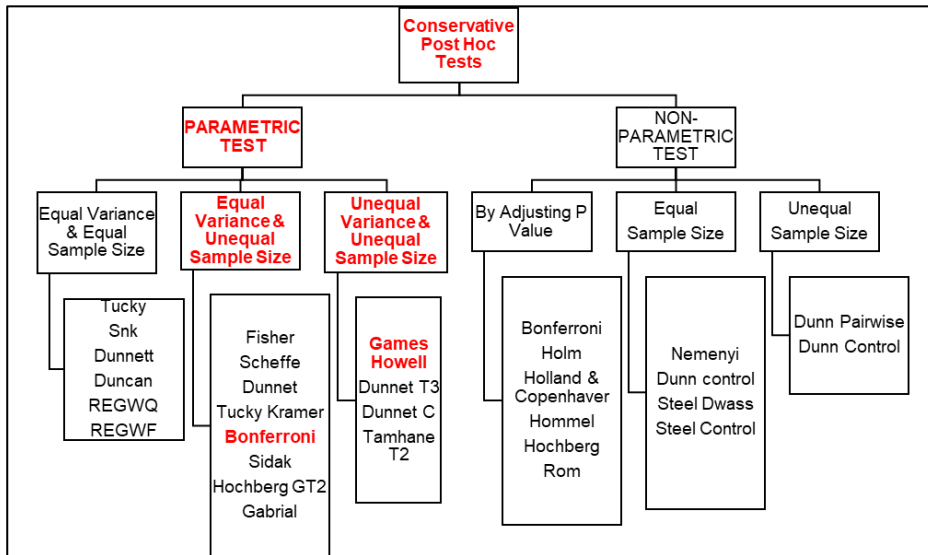 Conservative
Post Hoc
Tests
PARAMETRIC
TEST
NON-
PARAMETRIC
TEST
Equal Variance
& Equal
Sample Size
Equal
Variance &
Unequal
Sample Size
Unequal
Variance &
Unequal
Sample Size
By Adjusting P
Value
Equal
Sample Size
Unequal
Sample Size
Tucky
Snk
Dunnett
Duncan
REGWQ
REGWF
Fisher
Scheffe
Dunnet
Tucky Kramer
Bonferroni
Sidak
Hochberg GT2
Gabrial
Games
Howell
Dunnet T3
Dunnet C
Tamhane
T2
Bonferroni
Holm
Holland &
Copenhaver
Hommel
Hochberg
Rom
Nemenyi
Dunn control
Steel Dwass
Steel Control
Dunn Pairwise
Dunn Control